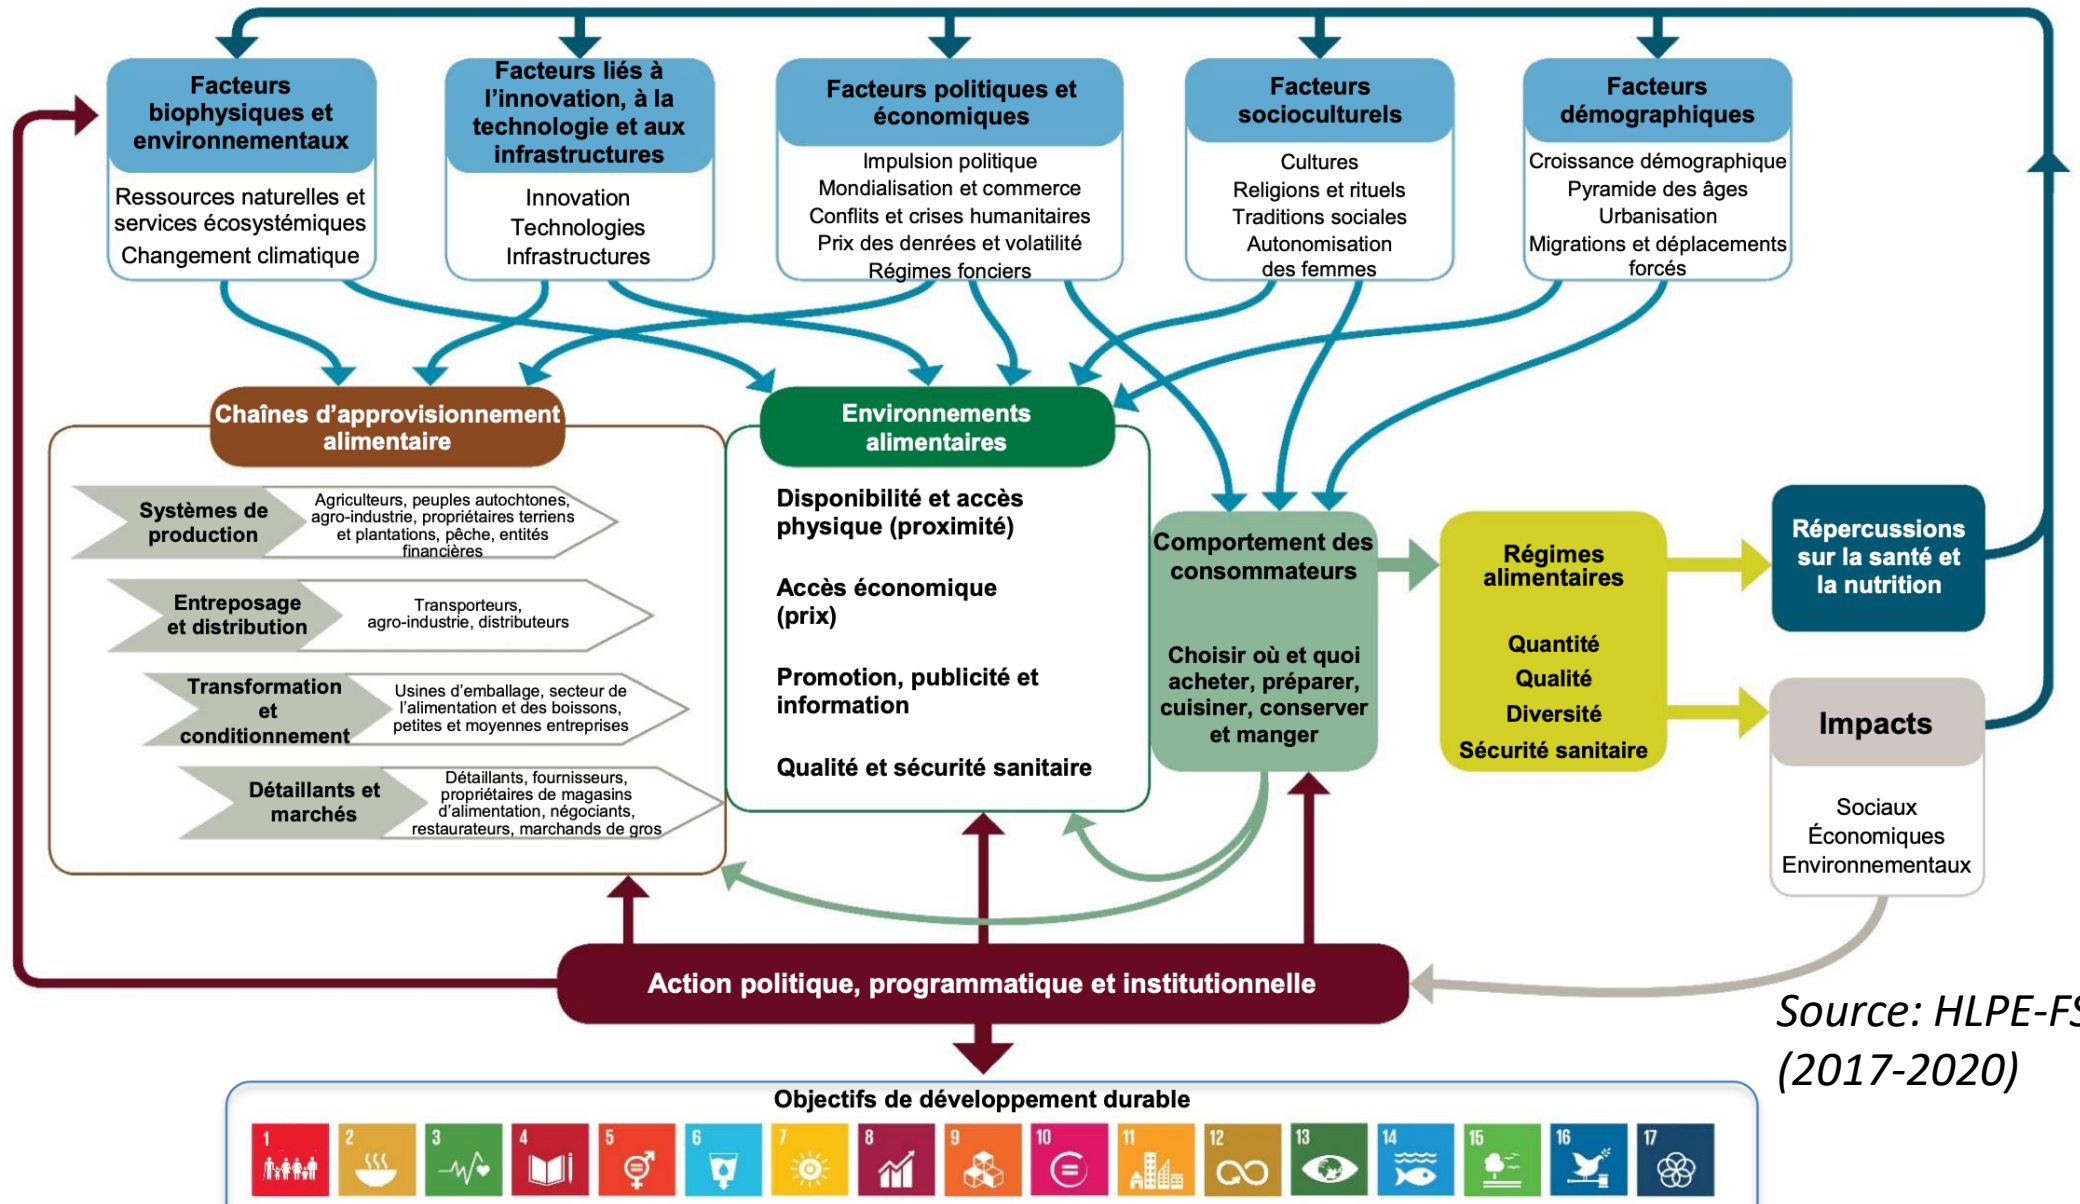 Facteurs
biophysiques et
environnementaux
Ressources naturelles et
services écosystémiques
Changement climatique
Facteurs liés à
l'innovation, à la
technologie et aux
infrastructures
Innovation
Technologies
Infrastructures
Facteurs politiques et
économiques
Impulsion politique
Mondialisation et commerce
Conflits et crises humanitaires
Prix des denrées et volatilité
Régimes fonciers
Facteurs
socioculturels
Cultures
Religions et rituels
Traditions sociales
Autonomisation
des femmes
Facteurs
démographiques
Croissance démographique
Pyramide des âges
Urbanisation
Migrations et déplacements
forcés
Chaînes d'approvisionnement
alimentaire
Systèmes de
production
Agriculteurs, peuples autochtones,
agro-industrie, propriétaires terriens
et plantations, pêche, entités
financières
Entreposage
et distribution
Transporteurs,
agro-industrie, distributeurs
Transformation
et
conditionnement
Usines d'emballage, secteur de
l'alimentation et des boissons,
petites et moyennes entreprises
Détaillants et
marchés
Détaillants, fournisseurs,
propriétaires de magasins
d'alimentation, négociants,
restaurateurs, marchands de gros
Environnements
alimentaires
Disponibilité et accès
physique (proximité)
Accès économique
(prix)
Promotion, publicité et
information
Qualité et sécurité sanitaire
Comportement des
consommateurs
Choisir où et quoi
acheter, préparer,
cuisiner, conserver
et manger
Régimes
alimentaires
Quantité
Qualité
Diversité
Sécurité sanitaire
Répercussions
sur la santé et
la nutrition
Impacts
Sociaux
Économiques
Environnementaux
Action politique, programmatique et institutionnelle
Source: HLPE-FS
(2017-2020)
Objectifs de développement durable
1 2 3 4 5 6 7 8 9 10 11 12 13 14 15 16 17